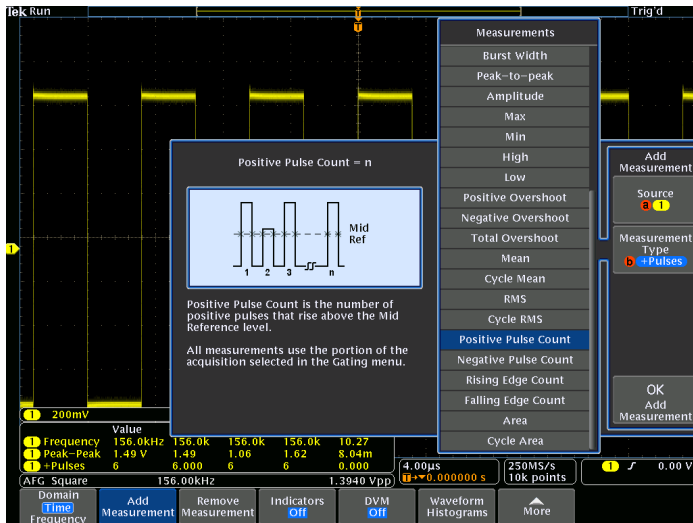 Tek Run
Trig'd
T
T
Measurements
Burst Width
Peak-to-peak
Amplitude
Max
Min
High
Low
Positive Overshoot
Negative Overshoot
Total Overshoot
Mean
Cycle Mean
RMS
Cycle RMS
Positive Pulse Count
Negative Pulse Count
Rising Edge Count
Falling Edge Count
Area
Cycle Area
Positive Pulse Count = n
Mid
Ref
1 2 3 n
Positive Pulse Count is the number of
positive pulses that rise above the Mid
Reference level.
All measurements use the portion of the
acquisition selected in the Gating menu.
Add
Measurement
Source
a 1
Measurement
Type
b +Pulses
OK
Add
Measurement
1
1 200mV
Value
1 Frequency 156.0kHz 156.0k 156.0k 156.0k 10.27
1 Peak-Peak 1.49 V 1.49 1.06 1.62 8.04m
1 +Pulses 6 6.000 6 6 0.000
4.00µs
T→▼0.000000 s
250MS/s
10k points
1 0.00 V
AFG Square 156.00kHz 1.3940 Vpp
Domain
Time
Frequency
Add
Measurement
Remove
Measurement
Indicators
Off
DVM
Off
Waveform
Histograms
More